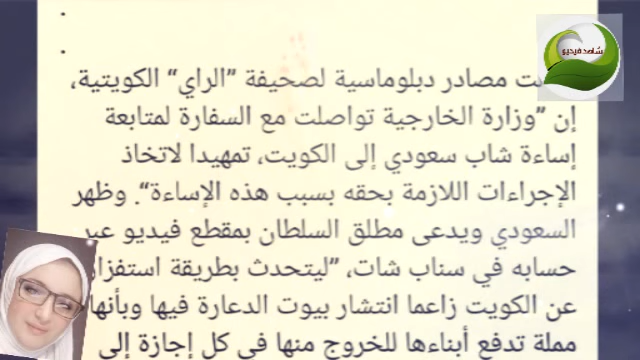 مصادر دبلوماسية لصحيفة ”الراي“ الكويتية،
إن ”وزارة الخارجية تواصلت مع السفارة لمتابعة
إساءة شاب سعودي إلى الكويت، تمهيدا لاتخاذ
الإجراءات اللازمة بحقه بسبب هذه الإساءة“. وظهر
السعودي ويدعى مطلق السلطان بمقطع فيديو عبر
حسابه في سناب شات، ”ليتحدث بطريقة
عن الكويت زاعما انتشار بيوت الدعارة فيها وبأنها
مملة تدفع أبناءها للخروج منها في كل إجازة إلى
شاهد فيديو